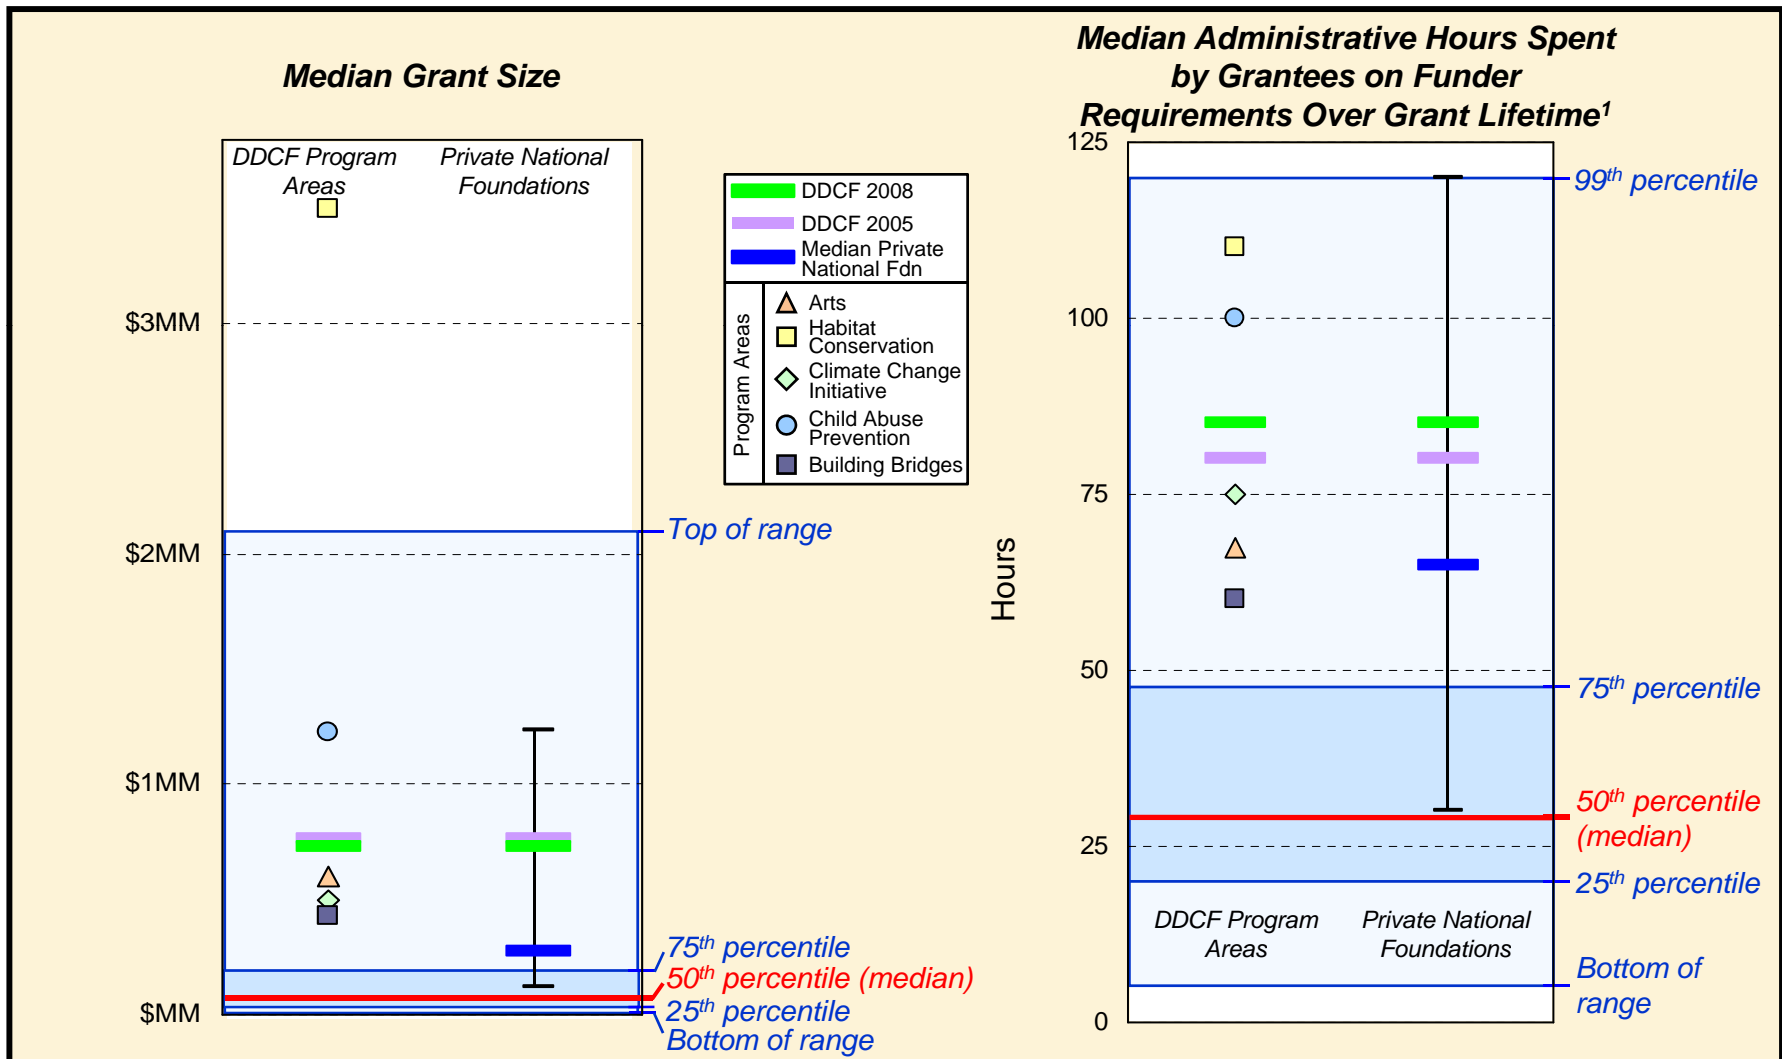 Median Grant Size
DDCF Program
Areas
Private National
Foundations
$3MM
$2MM
$1MM
$MM
Top of range
75th percentile
50th percentile (median)
25th percentile
Bottom of range
DDCF 2008
DDCF 2005
Median Private
National Fdn
Program Areas
Arts
Habitat
Conservation
Climate Change
Initiative
Child Abuse
Prevention
Building Bridges
Median Administrative Hours Spent
by Grantees on Funder
Requirements Over Grant Lifetime¹
Hours
125
100
75
50
25
0
99th percentile
75th percentile
50th percentile
(median)
25th percentile
Bottom of
range
DDCF Program
Areas
Private National
Foundations